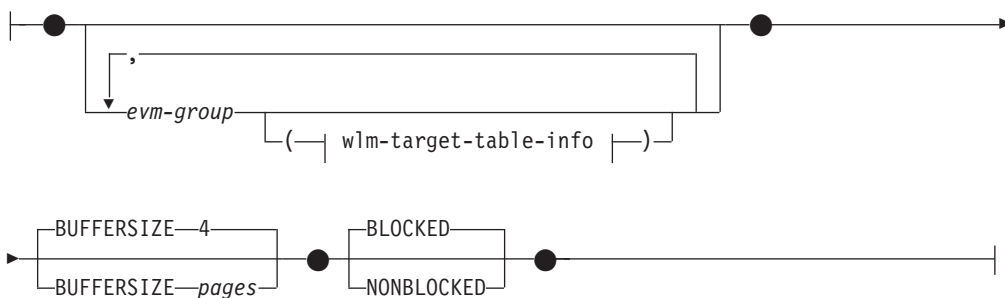 ,
evm-group
( wlm-target-table-info )
BUFFERSIZE 4 BLOCKED
BUFFERSIZE pages NONBLOCKED